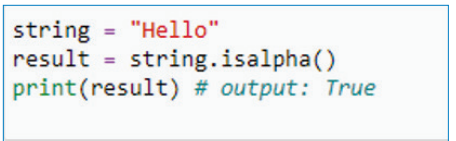 string = "Hello"
result = string.isalpha()
print(result) # output: True